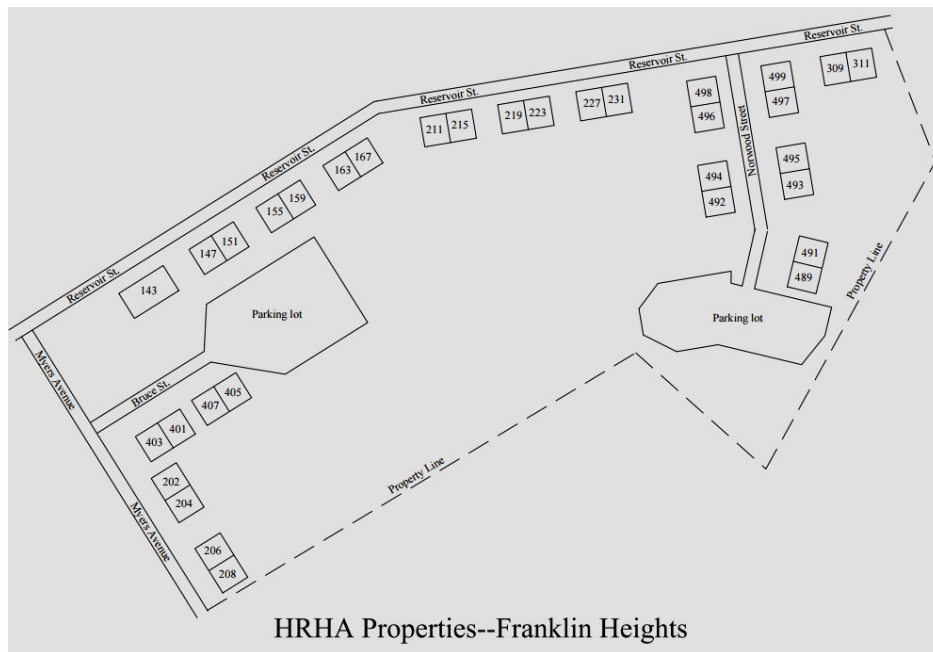 Reservoir St.
Reservoir St.
Reservoir St.
Reservoir St.
Reservoir St.
499
309 311
498
497
227 231
496
219 223
211 215
Norwood Street
167
163
495
494
493
492
159
155
151
147
491
489
Property Line
143
Parking lot
Parking lot
Myers Avenue
Bruce St.
405
407
401
403
202
204
Property Line
Myers Avenue
206
208
HRHA Properties--Franklin Heights